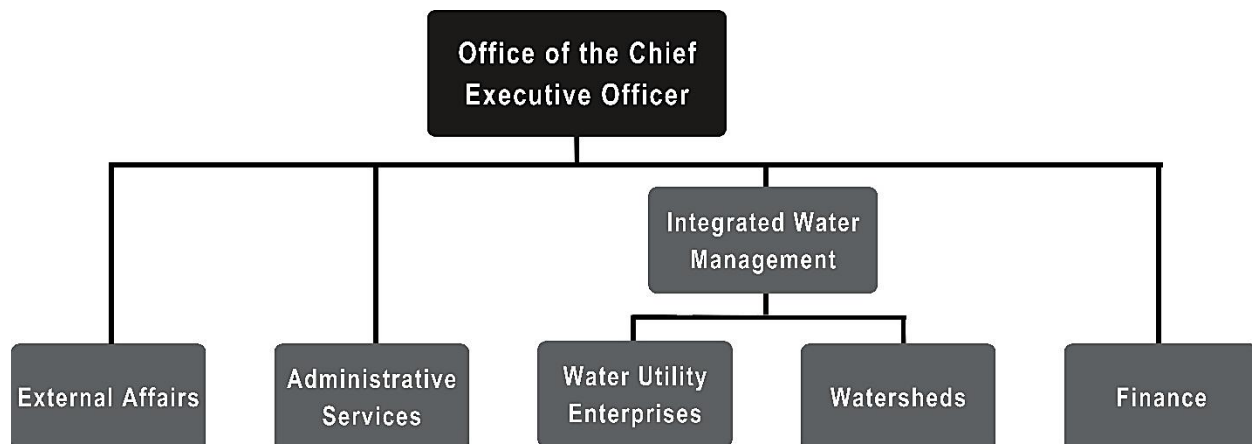 Office of the Chief
Executive Officer
Integrated Water
Management
External Affairs
Administrative
Services
Water Utility
Enterprises
Watersheds
Finance